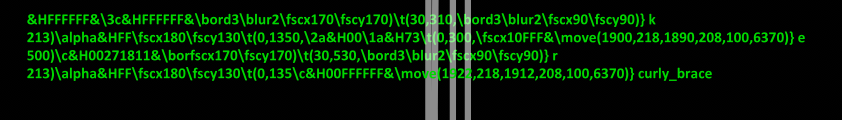 &HFFFFFF&\3c&HFFFFFF&\bord3\blur2\fscx170\fscy170)\t(30,310,\bord3\blur2\fscx90\fscy90)} k
213)\alpha&HFF\fscx180\fscy130\t(0,1350,\2a&H00\1a&H73\t(0,300,\fscx10FFF&\move(1900,218,1890,208,100,6370)} e
500)\c&H00271811&\borfscx170\fscy170)\t(30,530,\bord3\blur2\fscx90\fscy90)} r
213)\alpha&HFF\fscx180\fscy130\t(0,135\c&H00FFFFFF&\move(1922,218,1912,208,100,6370)} curly_brace